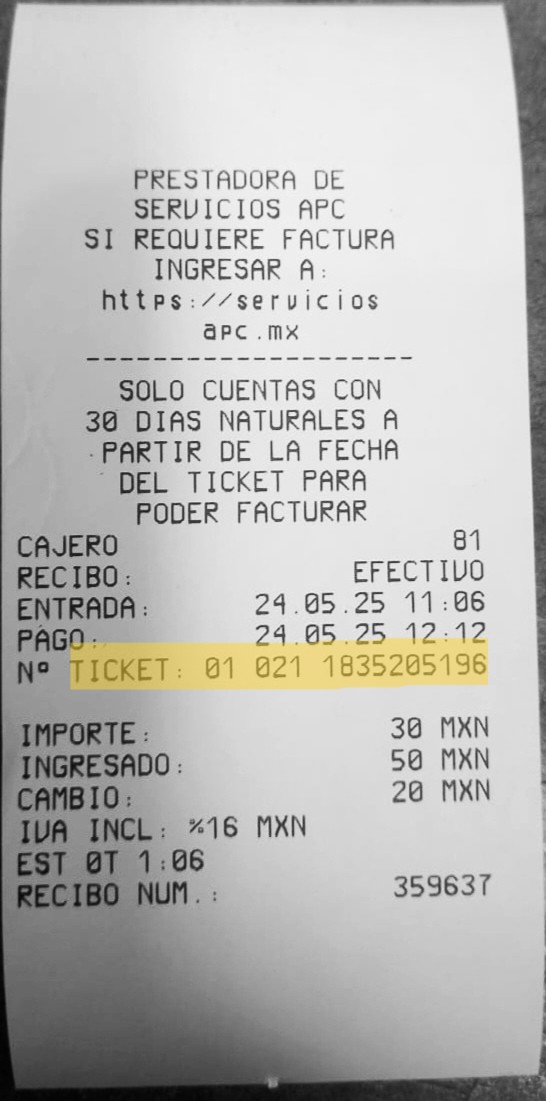 PRESTADORA DE
SERVICIOS APC
SI REQUIERE FACTURA
INGRESAR A:
https://servicios
apc.mx
--------------------
SOLO CUENTAS CON
30 DIAS NATURALES A
PARTIR DE LA FECHA
DEL TICKET PARA
PODER FACTURAR
CAJERO 81
RECIBO: EFECTIVO
ENTRADA: 24.05.25 11:06
PAGO: 24.05.25 12:12
Nº TICKET: 01 021 1835205196
IMPORTE: 30 MXN
INGRESADO: 50 MXN
CAMBIO: 20 MXN
IVA INCL: %16 MXN
EST 0T 1:06
RECIBO NUM.: 359637